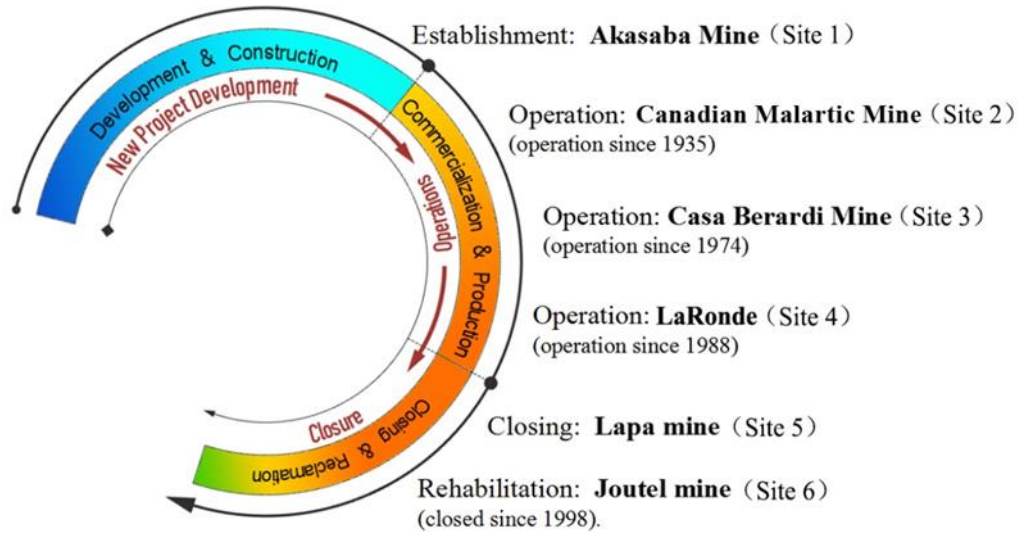 Establishment: Akasaba Mine（Site 1）
Development & Construction
New Project Development
Commercialization & Production
Operation: Canadian Malartic Mine（Site 2）
(operation since 1935)
Operations
Operation: Casa Berardi Mine（Site 3）
(operation since 1974)
Operation: LaRonde（Site 4）
(operation since 1988)
Closure
Closing & Reclamation
Closing: Lapa mine（Site 5）
Rehabilitation: Joutel mine（Site 6）
(closed since 1998).